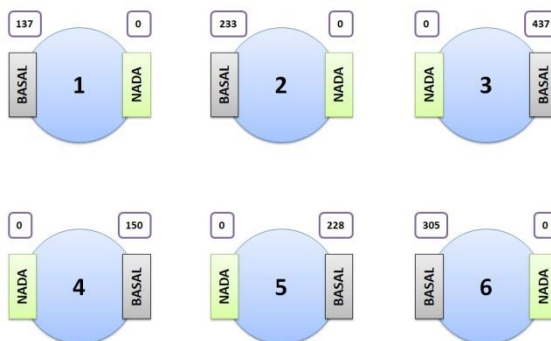 137 0 233 0 0 437
BASAL 1 NADA BASAL 2 NADA NADA 3 BASAL
0 150 0 228 305 0
NADA 4 BASAL NADA 5 BASAL BASAL 6 NADA